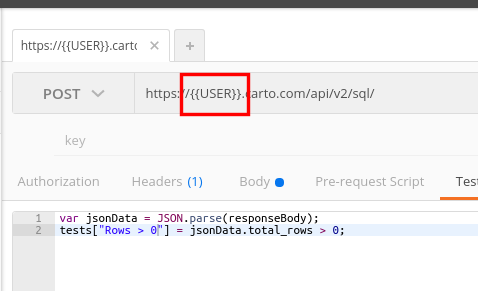 https://{{USER}}.carto
POST https://{{USER}}.carto.com/api/v2/sql/
key
Authorization Headers (1) Body Pre-request Script Test
1 var jsonData = JSON.parse(responseBody);
2 tests["Rows > 0"] = jsonData.total_rows > 0;